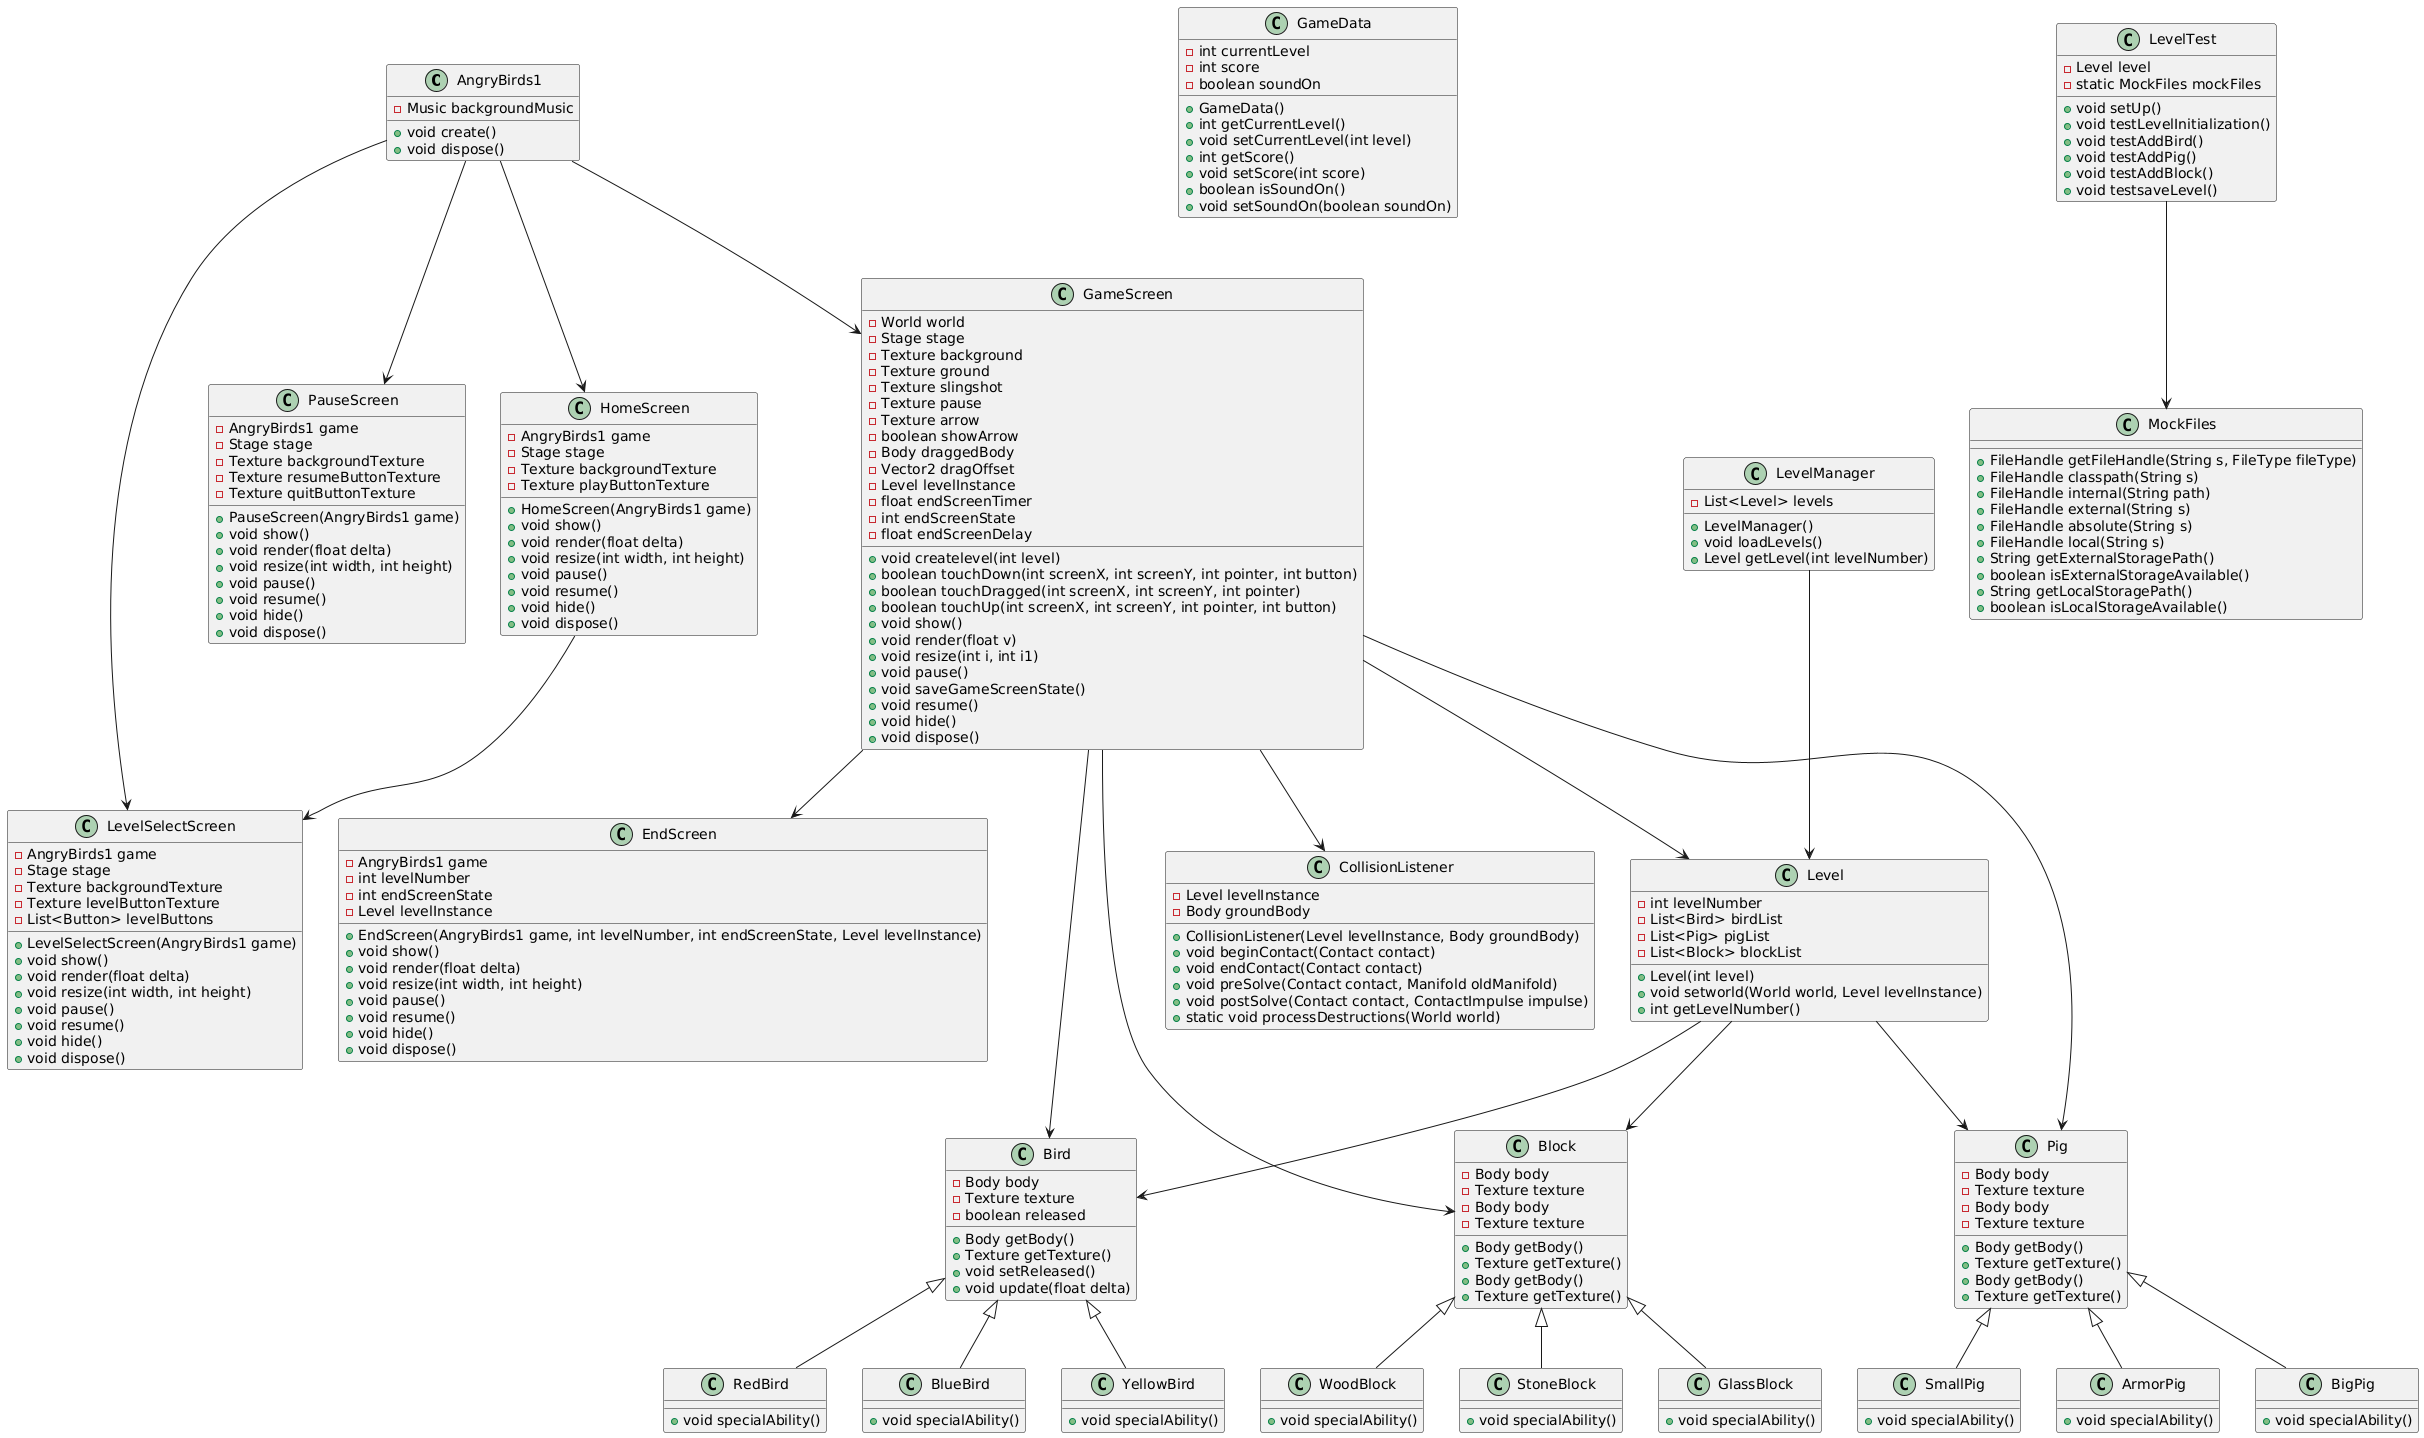 C AngryBirds1
Music backgroundMusic
void create()
void dispose()
C GameData
int currentLevel
int score
boolean soundOn
GameData()
int getCurrentLevel()
void setCurrentLevel(int level)
int getScore()
void setScore(int score)
boolean isSoundOn()
void setSoundOn(boolean soundOn)
C LevelTest
Level level
static MockFiles mockFiles
void setUp()
void testLevelInitialization()
void testAddBird()
void testAddPig()
void testAddBlock()
void testsaveLevel()
C PauseScreen
AngryBirds1 game
Stage stage
Texture backgroundTexture
Texture resumeButtonTexture
Texture quitButtonTexture
PauseScreen(AngryBirds1 game)
void show()
void render(float delta)
void resize(int width, int height)
void pause()
void resume()
void hide()
void dispose()
C HomeScreen
AngryBirds1 game
Stage stage
Texture backgroundTexture
Texture playButtonTexture
HomeScreen(AngryBirds1 game)
void show()
void render(float delta)
void resize(int width, int height)
void pause()
void resume()
void hide()
void dispose()
C GameScreen
World world
Stage stage
Texture background
Texture ground
Texture slingshot
Texture pause
Texture arrow
boolean showArrow
Body draggedBody
Vector2 dragOffset
Level levelInstance
float endScreenTimer
int endScreenState
float endScreenDelay
void createlevel(int level)
boolean touchDown(int screenX, int screenY, int pointer, int button)
boolean touchDragged(int screenX, int screenY, int pointer)
boolean touchUp(int screenX, int screenY, int pointer, int button)
void show()
void render(float v)
void resize(int i, int i1)
void pause()
void saveGameScreenState()
void resume()
void hide()
void dispose()
C LevelManager
List<Level> levels
LevelManager()
void loadLevels()
Level getLevel(int levelNumber)
C MockFiles
FileHandle getFileHandle(String s, FileType fileType)
FileHandle classpath(String s)
FileHandle internal(String path)
FileHandle external(String s)
FileHandle absolute(String s)
FileHandle local(String s)
String getExternalStoragePath()
boolean isExternalStorageAvailable()
String getLocalStoragePath()
boolean isLocalStorageAvailable()
C LevelSelectScreen
AngryBirds1 game
Stage stage
Texture backgroundTexture
Texture levelButtonTexture
List<Button> levelButtons
LevelSelectScreen(AngryBirds1 game)
void show()
void render(float delta)
void resize(int width, int height)
void pause()
void resume()
void hide()
void dispose()
C EndScreen
AngryBirds1 game
int levelNumber
int endScreenState
Level levelInstance
EndScreen(AngryBirds1 game, int levelNumber, int endScreenState, Level levelInstance)
void show()
void render(float delta)
void resize(int width, int height)
void pause()
void resume()
void hide()
void dispose()
C CollisionListener
Level levelInstance
Body groundBody
CollisionListener(Level levelInstance, Body groundBody)
void beginContact(Contact contact)
void endContact(Contact contact)
void preSolve(Contact contact, Manifold oldManifold)
void postSolve(Contact contact, ContactImpulse impulse)
static void processDestructions(World world)
C Level
int levelNumber
List<Bird> birdList
List<Pig> pigList
List<Block> blockList
Level(int level)
void setworld(World world, Level levelInstance)
int getLevelNumber()
C Bird
Body body
Texture texture
boolean released
Body getBody()
Texture getTexture()
void setReleased()
void update(float delta)
C Block
Body body
Texture texture
Body body
Texture texture
Body getBody()
Texture getTexture()
Body getBody()
Texture getTexture()
C Pig
Body body
Texture texture
Body body
Texture texture
Body getBody()
Texture getTexture()
Body getBody()
Texture getTexture()
C RedBird
void specialAbility()
C BlueBird
void specialAbility()
C YellowBird
void specialAbility()
C WoodBlock
void specialAbility()
C StoneBlock
void specialAbility()
C GlassBlock
void specialAbility()
C SmallPig
void specialAbility()
C ArmorPig
void specialAbility()
C BigPig
void specialAbility()